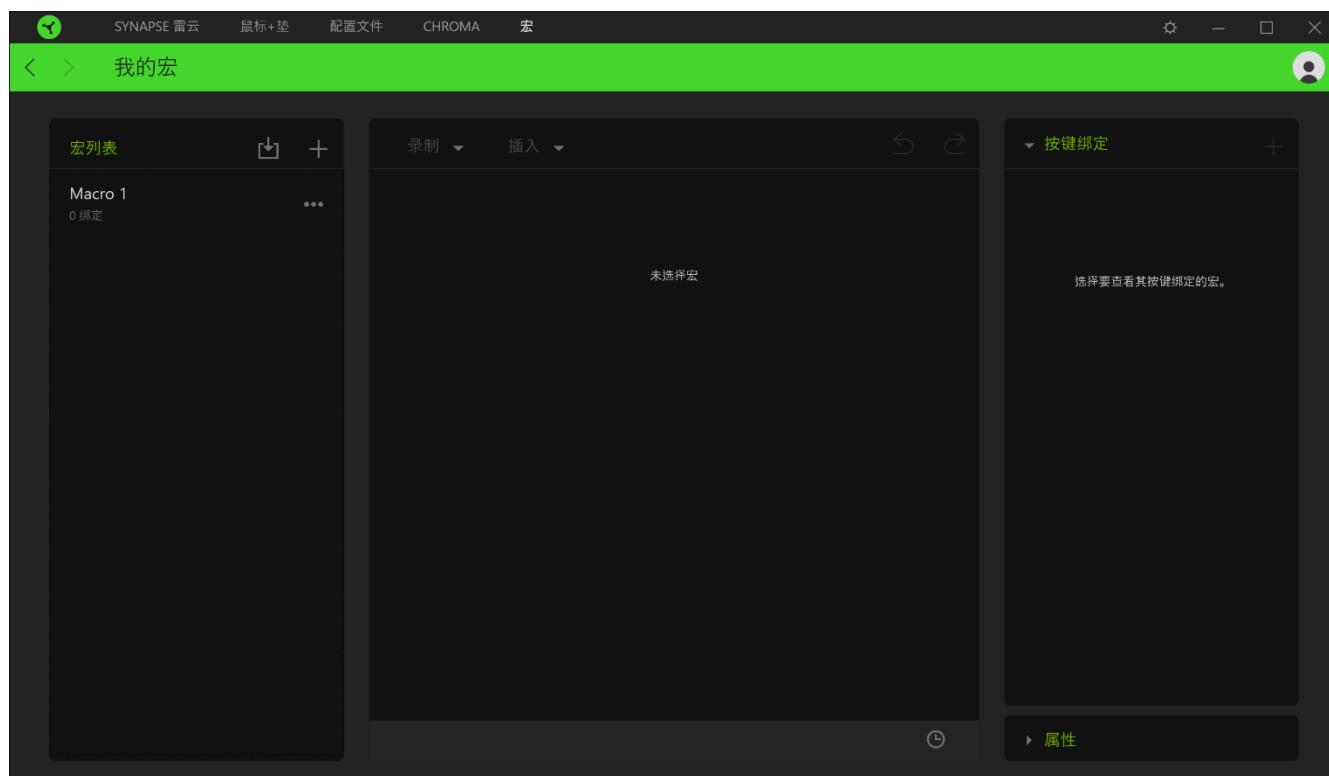 SYNAPSE 雷云 鼠标+垫 配置文件 CHROMA 宏
我的宏
宏列表
Macro 1
0 绑定
录制 插入
未选择宏
按键绑定
选择要查看其按键绑定的宏。
属性